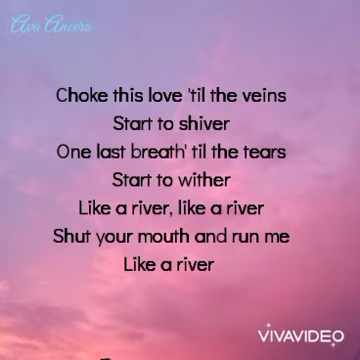 Ava Ancero
Choke this love 'til the veins
Start to shiver
One last breath' til the tears
Start to wither
Like a river, like a river
Shut your mouth and run me
Like a river
VIVAVIDEO